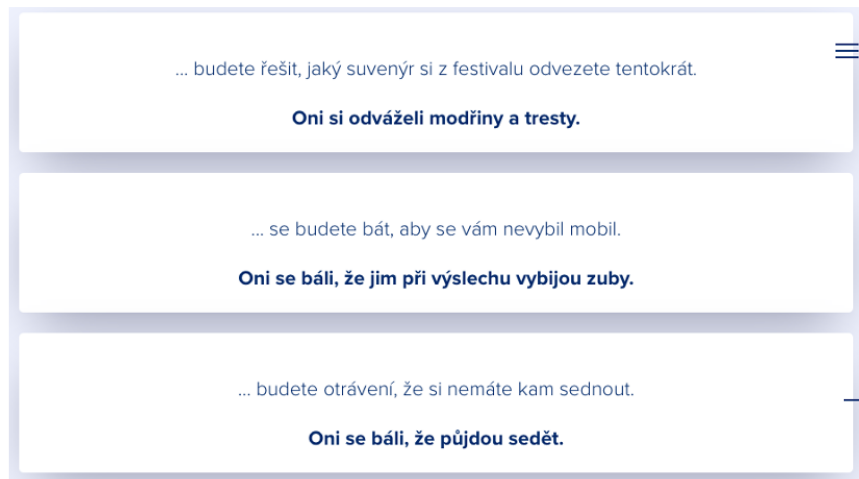 ... budete řešit, jaký suvenýr si z festivalu odvezete tentokrát.
Oni si odváželi modřiny a tresty.
... se budete bát, aby se vám nevybil mobil.
Oni se báli, že jim při výslechu vybijou zuby.
... budete otrávení, že si nemáte kam sednout.
Oni se báli, že půjdou sedět.